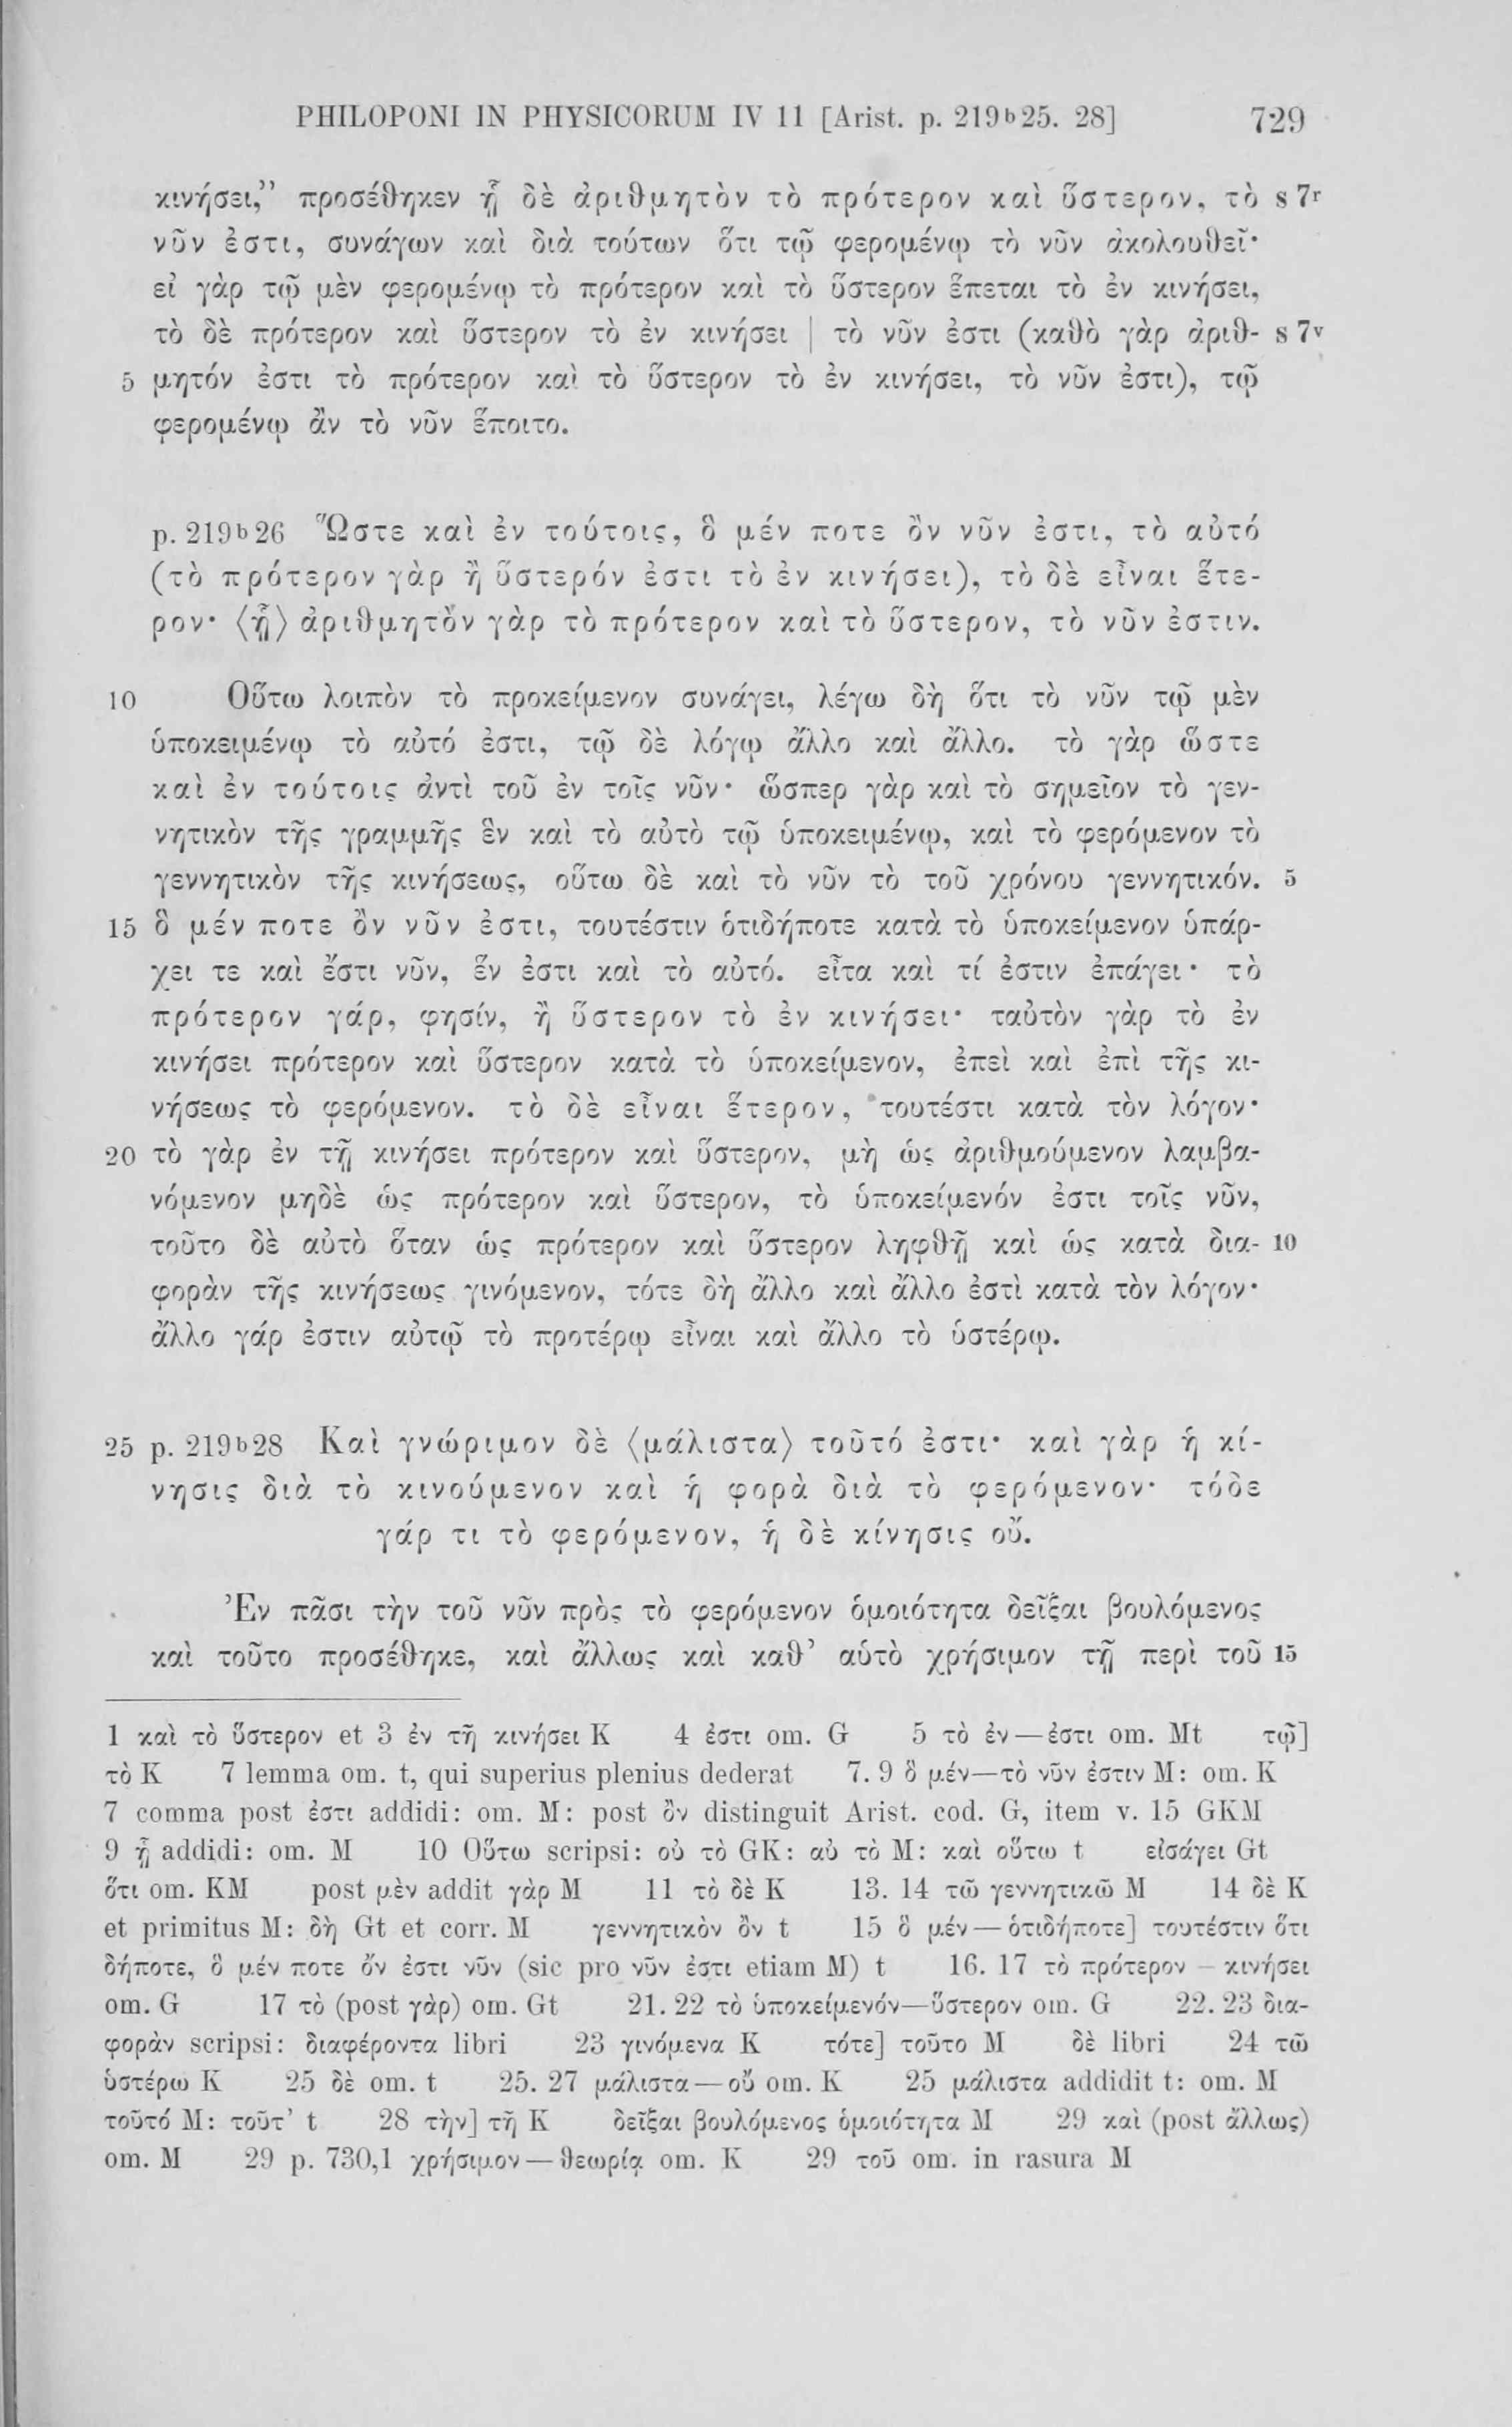 PHILOPONI IN PHYSICORUM IV 11 [Arist. p. 219ᵇ25. 28] 729
κινήσει,” προσέθηκεν ᾗ δὲ ἀριθμητὸν τὸ πρότερον καὶ ὕστερον, τὸ s 7ʳ
νῦν ἐστι, συνάγων καὶ διὰ τούτων ὅτι τῷ φερομένῳ τὸ νῦν ἀκολουθεῖ·
εἰ γὰρ τῷ μὲν φερομένῳ τὸ πρότερον καὶ τὸ ὕστερον ἕπεται τὸ ἐν κινήσει,
τὸ δὲ πρότερον καὶ ὕστερον τὸ ἐν κινήσει | τὸ νῦν ἐστι (καθὸ γὰρ ἀριθ- s 7ᵛ
5 μητόν ἐστι τὸ πρότερον καὶ τὸ ὕστερον τὸ ἐν κινήσει, τὸ νῦν ἐστι), τῷ
φερομένῳ ἂν τὸ νῦν ἕποιτο.
p. 219ᵇ26 Ὥστε καὶ ἐν τούτοις, ὃ μέν ποτε ὂν νῦν ἐστι, τὸ αὐτό
(τὸ πρότερον γὰρ ἢ ὕστερόν ἐστι τὸ ἐν κινήσει), τὸ δὲ εἶναι ἕτε-
ρον· ⟨ᾗ⟩ ἀριθμητὸν γὰρ τὸ πρότερον καὶ τὸ ὕστερον, τὸ νῦν ἐστιν.
10 Οὕτω λοιπὸν τὸ προκείμενον συνάγει, λέγω δὴ ὅτι τὸ νῦν τῷ μὲν
ὑποκειμένῳ τὸ αὐτό ἐστι, τῷ δὲ λόγῳ ἄλλο καὶ ἄλλο. τὸ γὰρ ὥστε
καὶ ἐν τούτοις ἀντὶ τοῦ ἐν τοῖς νῦν· ὥσπερ γὰρ καὶ τὸ σημεῖον τὸ γεν-
νητικὸν τῆς γραμμῆς ἓν καὶ τὸ αὐτὸ τῷ ὑποκειμένῳ, καὶ τὸ φερόμενον τὸ
γεννητικὸν τῆς κινήσεως, οὕτω δὲ καὶ τὸ νῦν τὸ τοῦ χρόνου γεννητικόν. 5
15 ὃ μέν ποτε ὂν νῦν ἐστι, τουτέστιν ὁτιδήποτε κατὰ τὸ ὑποκείμενον ὑπάρ-
χει τε καὶ ἔστι νῦν, ἕν ἐστι καὶ τὸ αὐτό. εἶτα καὶ τί ἐστιν ἐπάγει· τὸ
πρότερον γάρ, φησίν, ἢ ὕστερον τὸ ἐν κινήσει· ταὐτὸν γὰρ τὸ ἐν
κινήσει πρότερον καὶ ὕστερον κατὰ τὸ ὑποκείμενον, ἐπεὶ καὶ ἐπὶ τῆς κι-
νήσεως τὸ φερόμενον. τὸ δὲ εἶναι ἕτερον, τουτέστι κατὰ τὸν λόγον·
20 τὸ γὰρ ἐν τῇ κινήσει πρότερον καὶ ὕστερον, μὴ ὡς ἀριθμούμενον λαμβα-
νόμενον μηδὲ ὡς πρότερον καὶ ὕστερον, τὸ ὑποκείμενόν ἐστι τοῖς νῦν,
τοῦτο δὲ αὐτὸ ὅταν ὡς πρότερον καὶ ὕστερον ληφθῇ καὶ ὡς κατὰ δια- 10
φορὰν τῆς κινήσεως γινόμενον, τότε δὴ ἄλλο καὶ ἄλλο ἐστὶ κατὰ τὸν λόγον·
ἄλλο γάρ ἐστιν αὐτῷ τὸ προτέρῳ εἶναι καὶ ἄλλο τὸ ὑστέρῳ.
25 p. 219ᵇ28 Καὶ γνώριμον δὲ ⟨μάλιστα⟩ τοῦτό ἐστι· καὶ γὰρ ἡ κί-
νησις διὰ τὸ κινούμενον καὶ ἡ φορὰ διὰ τὸ φερόμενον· τόδε
γάρ τι τὸ φερόμενον, ἡ δὲ κίνησις οὔ.
Ἐν πᾶσι τὴν τοῦ νῦν πρὸς τὸ φερόμενον ὁμοιότητα δεῖξαι βουλόμενος
καὶ τοῦτο προσέθηκε, καὶ ἄλλως καὶ καθ’ αὑτὸ χρήσιμον τῇ περὶ τοῦ 15
1 καὶ τὸ ὕστερον et 3 ἐν τῆ κινήσει K 4 ἐστι om. G 5 τὸ ἐν — ἐστι om. Mt τῷ]
τὸ K 7 lemma om. t, qui superius plenius dederat 7. 9 ὃ μέν—τὸ νῦν ἐστιν M: om. K
7 comma post ἐστι addidi: om. M: post ὂν distinguit Arist. cod. G, item v. 15 GKM
9 ᾗ addidi: om. M 10 Οὕτω scripsi: οὐ τὸ GK: αὐ τὸ M: καὶ οὕτω t εἰσάγει Gt
ὅτι om. KM post μὲν addit γὰρ M 11 τὸ δὲ K 13. 14 τῶ γεννητικῶ M 14 δὲ K
et primitus M: δὴ Gt et corr. M γεννητικὸν ὂν t 15 ὃ μέν — ὁτιδήποτε] τουτέστιν ὅτι
δήποτε, ὃ μέν ποτε ὄν ἐστι νῦν (sic pro νῦν ἐστι etiam M) t 16. 17 τὸ πρότερον — κινήσει
om. G 17 τὸ (post γὰρ) om. Gt 21. 22 τὸ ὑποκείμενόν—ὕστερον om. G 22. 23 δια-
φορὰν scripsi: διαφέροντα libri 23 γινόμενα K τότε] τοῦτο M δὲ libri 24 τῶ
ὑστέρω K 25 δὲ om. t 25. 27 μάλιστα — οὔ om. K 25 μάλιστα addidit t: om. M
τοῦτό M: τοῦτ’ t 28 τὴν] τῆ K δεῖξαι βουλόμενος ὁμοιότητα M 29 καὶ (post ἄλλως)
om. M 29 p. 730,1 χρήσιμον — θεωρίᾳ om. K 29 τοῦ om. in rasura M